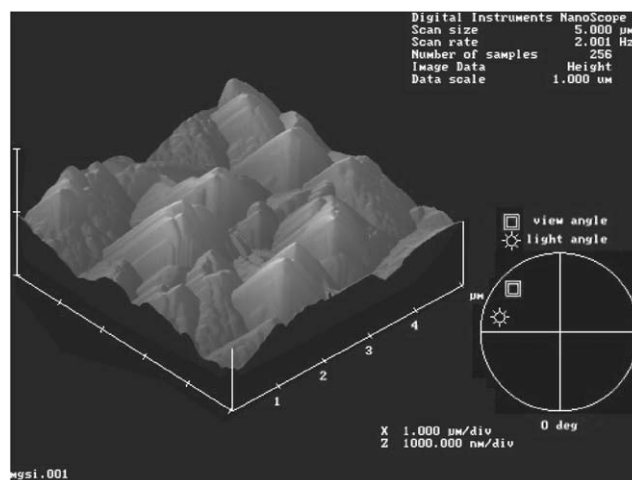 Digital Instruments NanoScope
Scan size 5.000 µm
Scan rate 2.001 Hz
Number of samples 256
Image Data Height
Data scale 1.000 um
view angle
light angle
µm
4
3
2
1
0 deg
X 1.000 µm/div
Z 1000.000 nm/div
mgsi.001